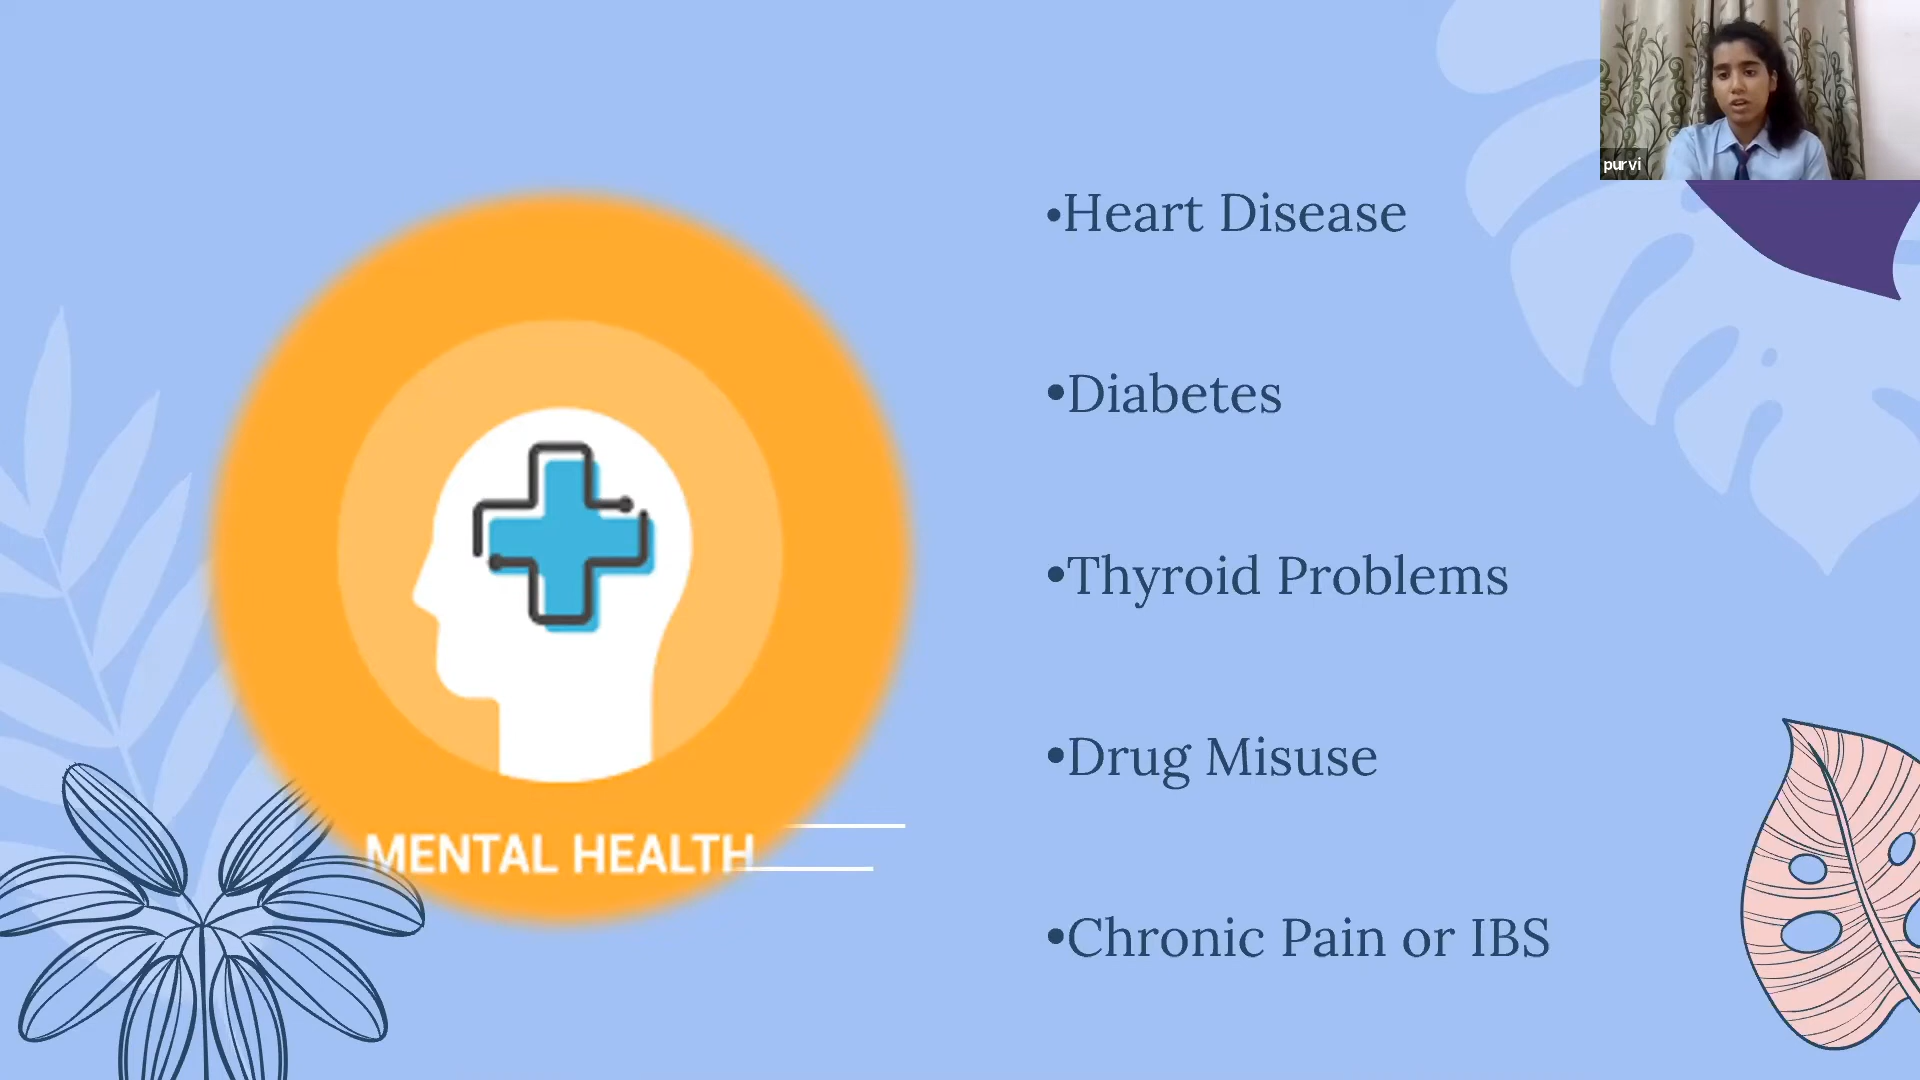 purvi
•Heart Disease
•Diabetes
•Thyroid Problems
•Drug Misuse
•Chronic Pain or IBS
MENTAL HEALTH